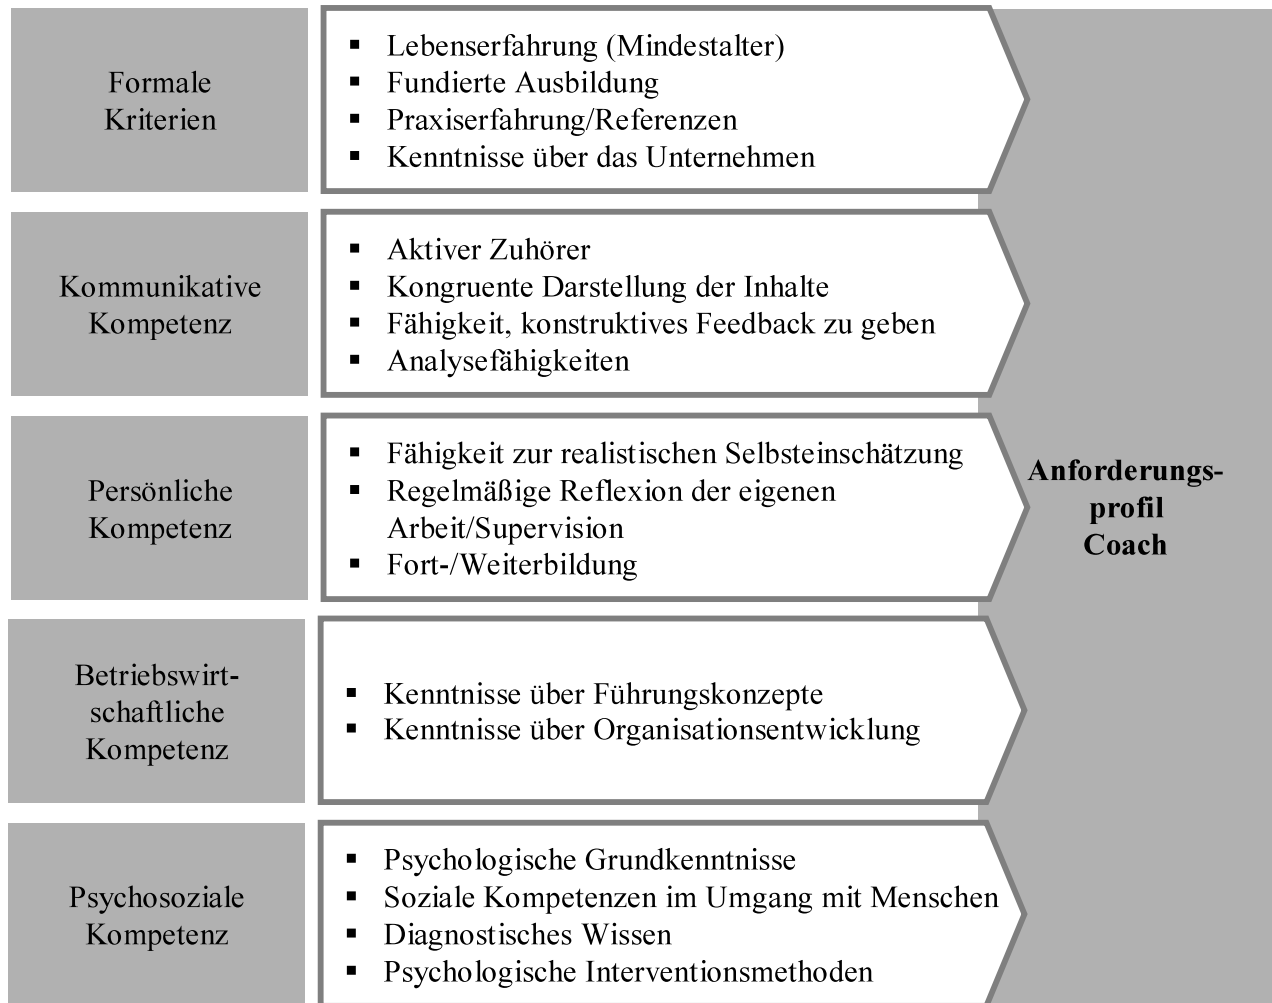 Formale
Kriterien
▪ Lebenserfahrung (Mindestalter)
▪ Fundierte Ausbildung
▪ Praxiserfahrung/Referenzen
▪ Kenntnisse über das Unternehmen
Kommunikative
Kompetenz
▪ Aktiver Zuhörer
▪ Kongruente Darstellung der Inhalte
▪ Fähigkeit, konstruktives Feedback zu geben
▪ Analysefähigkeiten
Persönliche
Kompetenz
▪ Fähigkeit zur realistischen Selbsteinschätzung
▪ Regelmäßige Reflexion der eigenen
Arbeit/Supervision
▪ Fort-/Weiterbildung
Betriebswirt-
schaftliche
Kompetenz
▪ Kenntnisse über Führungskonzepte
▪ Kenntnisse über Organisationsentwicklung
Psychosoziale
Kompetenz
▪ Psychologische Grundkenntnisse
▪ Soziale Kompetenzen im Umgang mit Menschen
▪ Diagnostisches Wissen
▪ Psychologische Interventionsmethoden
Anforderungs-
profil
Coach